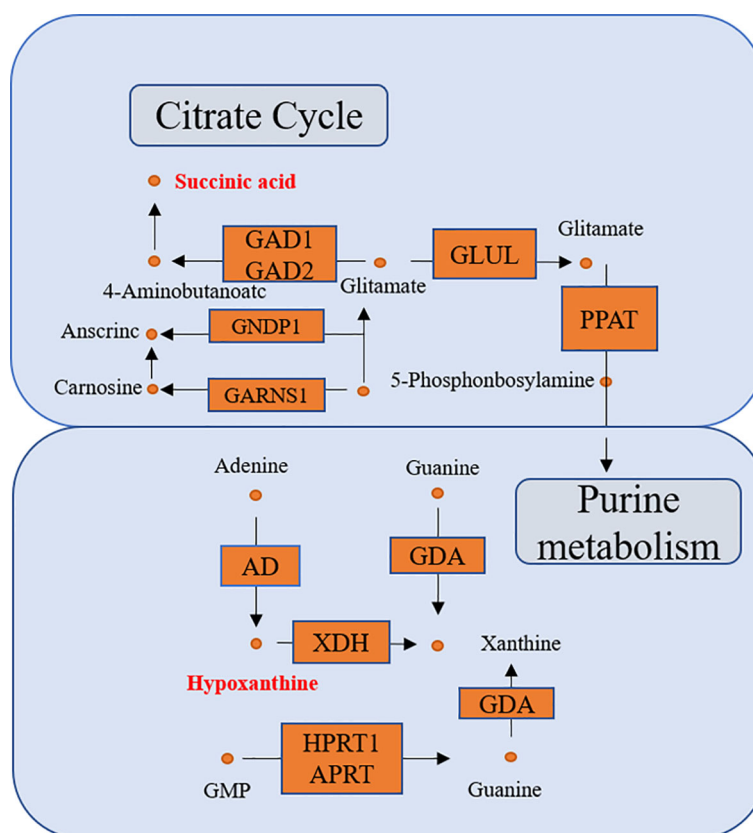 Citrate Cycle
Succinic acid
GAD1
GAD2
GLUL
Glitamate
4-Aminobutanoatc
Glitamate
PPAT
Anscrinc
GNDP1
Carnosine
GARNS1
5-Phosphonbosylamine
Adenine
Guanine
Purine
metabolism
AD
GDA
XDH
Xanthine
Hypoxanthine
GDA
HPRT1
APRT
GMP
Guanine